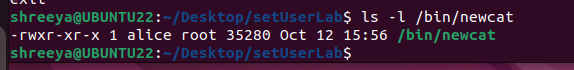 exit
shreeya@UBUNTU22:~/Desktop/setUserLab$ ls -l /bin/newcat
-rwxr-xr-x 1 alice root 35280 Oct 12 15:56 /bin/newcat
shreeya@UBUNTU22:~/Desktop/setUserLab$